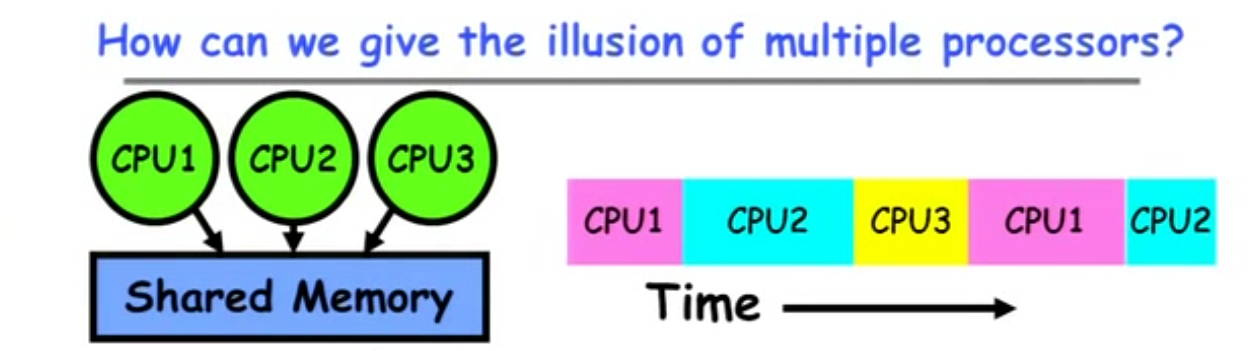 How can we give the illusion of multiple processors?
CPU1 CPU2 CPU3
Shared Memory
CPU1 CPU2 CPU3 CPU1 CPU2
Time